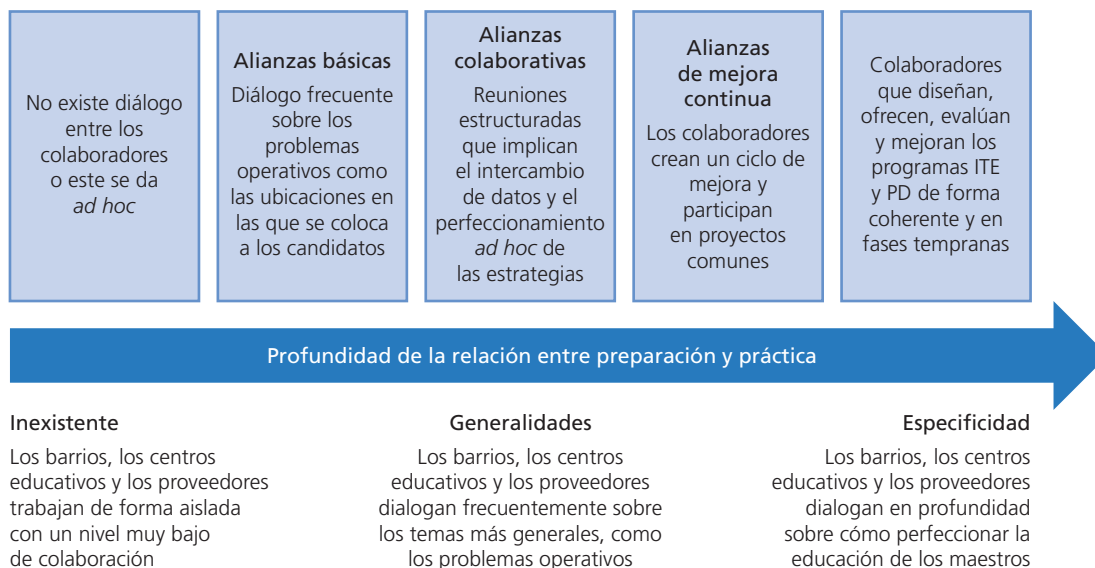 No existe diálogo
entre los
colaboradores
o este se da
ad hoc
Alianzas básicas
Diálogo frecuente
sobre los
problemas
operativos como
las ubicaciones en
las que se coloca
a los candidatos
Alianzas
colaborativas
Reuniones
estructuradas
que implican
el intercambio
de datos y el
perfeccionamiento
ad hoc de
las estrategias
Alianzas
de mejora
continua
Los colaboradores
crean un ciclo de
mejora y
participan
en proyectos
comunes
Colaboradores
que diseñan,
ofrecen, evalúan
y mejoran los
programas ITE
y PD de forma
coherente y en
fases tempranas
Profundidad de la relación entre preparación y práctica
Inexistente
Los barrios, los centros
educativos y los proveedores
trabajan de forma aislada
con un nivel muy bajo
de colaboración
Generalidades
Los barrios, los centros
educativos y los proveedores
dialogan frecuentemente sobre
los temas más generales, como
los problemas operativos
Especificidad
Los barrios, los centros
educativos y los proveedores
dialogan en profundidad
sobre cómo perfeccionar la
educación de los maestros